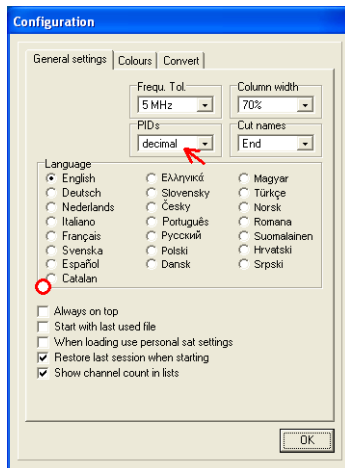 Configuration
General settings Colours Convert
Frequ. Tol. Column width
5 MHz 70%
PIDs Cut names
decimal End
Language
English Ελληνικά Magyar
Deutsch Slovensky Türkçe
Nederlands Česky Norsk
Italiano Português Romana
Français Русский Suomalainen
Svenska Polski Hrvatski
Español Dansk Srpski
Catalan
Always on top
Start with last used file
When loading use personal sat settings
Restore last session when starting
Show channel count in lists
OK